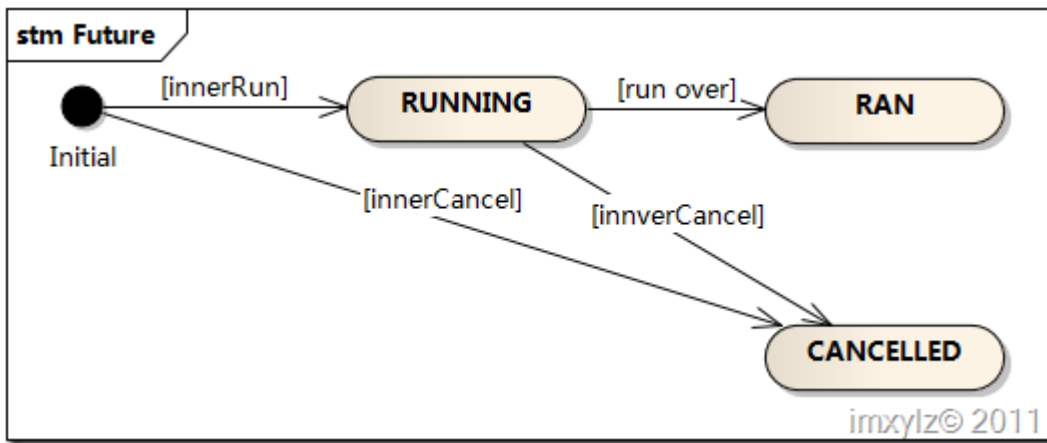 stm Future
[innerRun]
RUNNING
[run over]
RAN
Initial
[innerCancel]
[innverCancel]
CANCELLED
imxylz© 2011